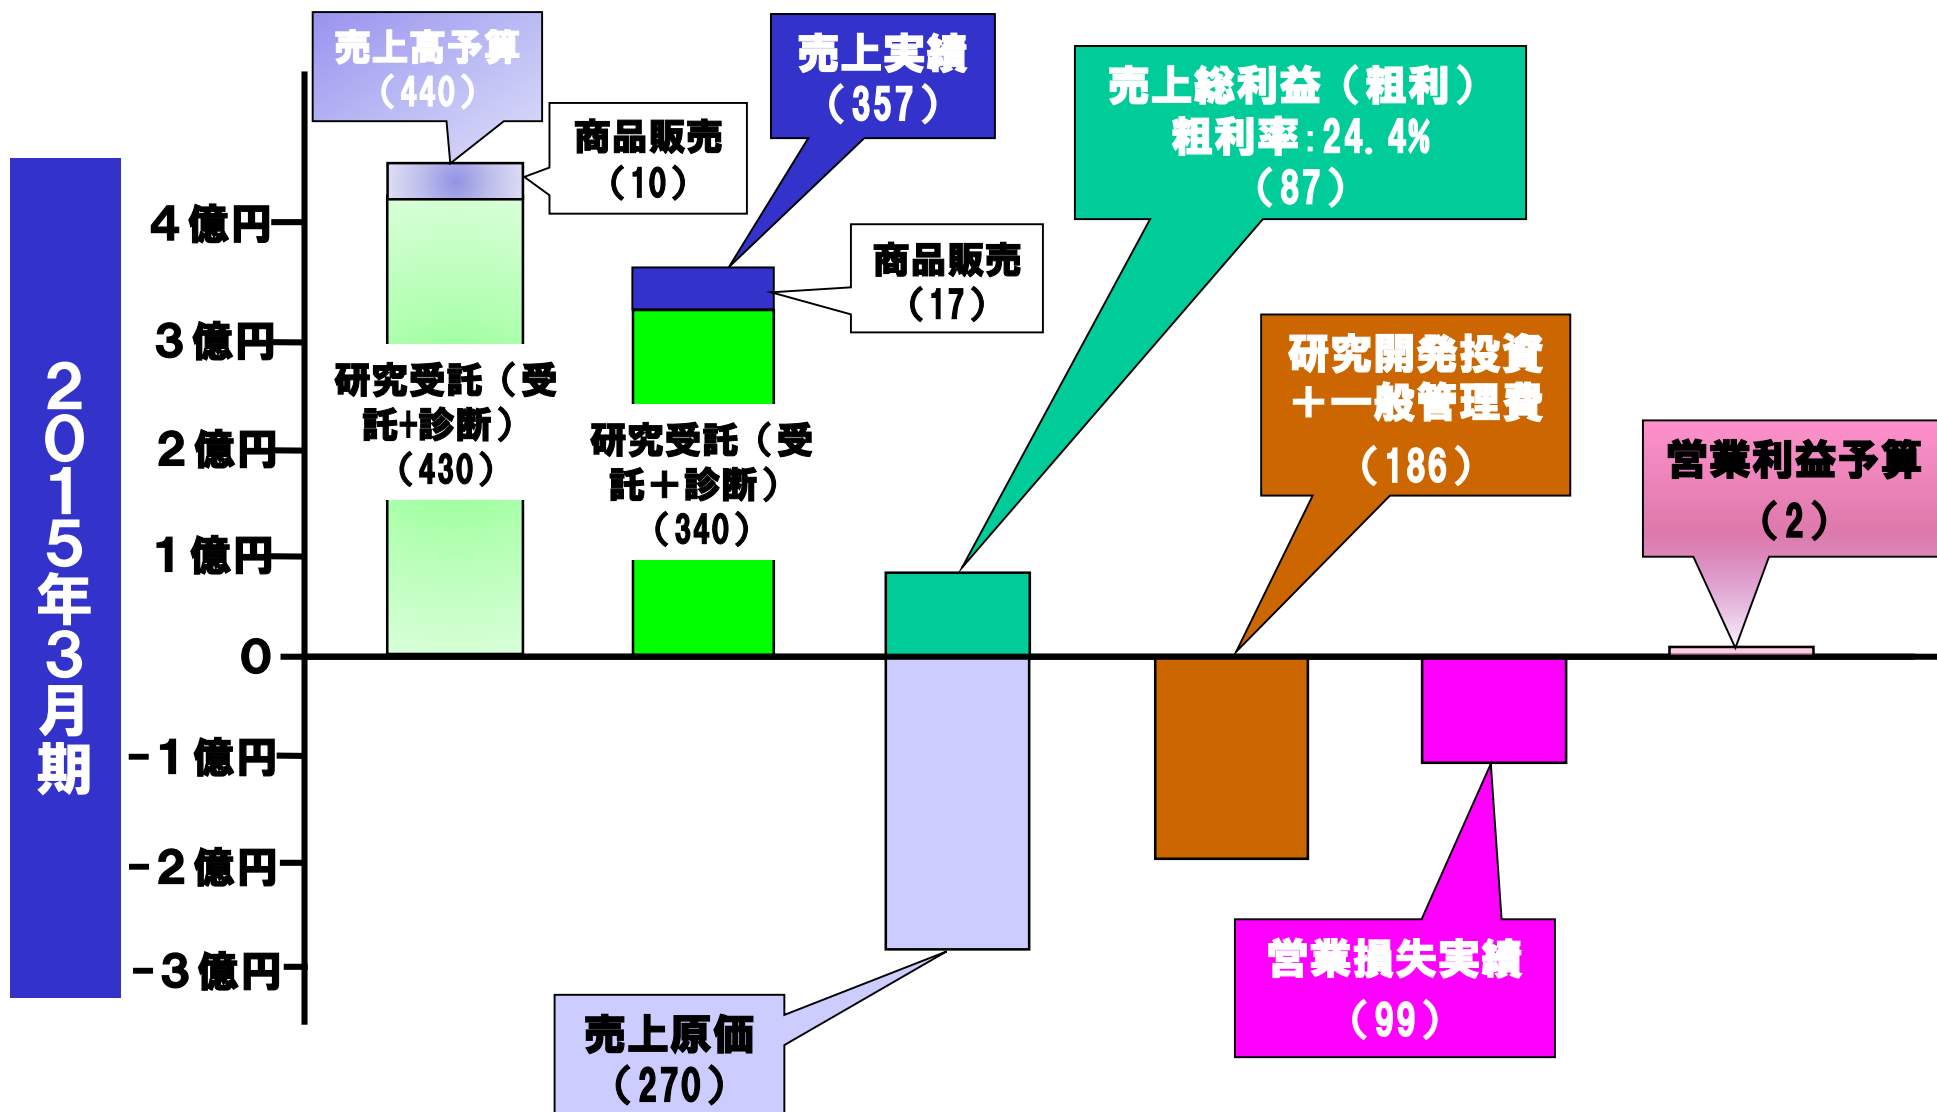 2015年3月期
4億円
3億円
2億円
1億円
0
-1億円
-2億円
-3億円
売上高予算
(440)
商品販売
(10)
研究受託(受
託+診断)
(430)
売上実績
(357)
商品販売
(17)
研究受託(受
託+診断)
(340)
売上総利益(粗利)
粗利率:24.4%
(87)
売上原価
(270)
研究開発投資
+一般管理費
(186)
営業損失実績
(99)
営業利益予算
(2)